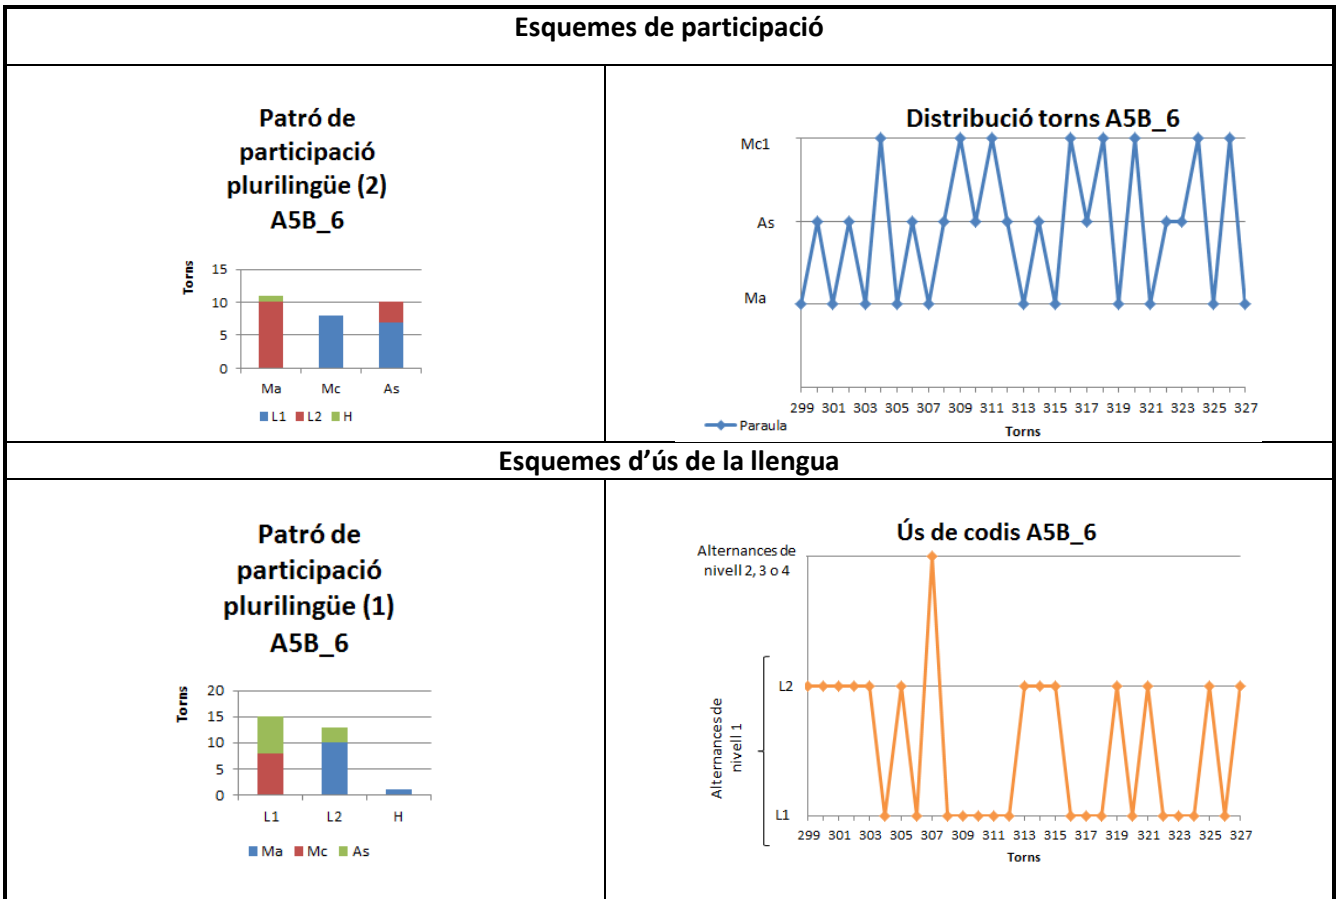 Esquemes de participació
Patró de
participació
plurilingüe (2)
A5B_6
Torns
15
10
5
0
Ma Mc As
L1 L2 H
Distribució torns A5B_6
Mc1
As
Ma
299 301 303 305 307 309 311 313 315 317 319 321 323 325 327
Paraula
Torns
Esquemes d'ús de la llengua
Patró de
participació
plurilingüe (1)
A5B_6
Torns
20
15
10
5
0
L1 L2 H
Ma Mc As
Ús de codis A5B_6
Alternances de
nivell 2, 3 o 4
Alternances de
nivell 1
L2
L1
299 301 303 305 307 309 311 313 315 317 319 321 323 325 327
Torns